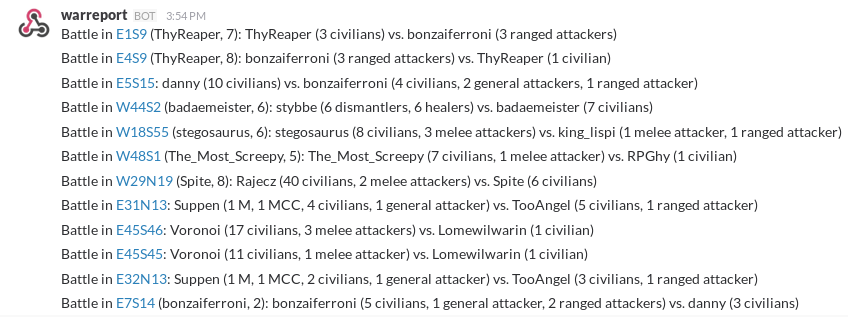 warreport BOT 3:54 PM
Battle in E1S9 (ThyReaper, 7): ThyReaper (3 civilians) vs. bonzaiferroni (3 ranged attackers)
Battle in E4S9 (ThyReaper, 8): bonzaiferroni (3 ranged attackers) vs. ThyReaper (1 civilian)
Battle in E5S15: danny (10 civilians) vs. bonzaiferroni (4 civilians, 2 general attackers, 1 ranged attacker)
Battle in W44S2 (badaemeister, 6): stybbe (6 dismantlers, 6 healers) vs. badaemeister (7 civilians)
Battle in W18S55 (stegosaurus, 6): stegosaurus (8 civilians, 3 melee attackers) vs. king_lispi (1 melee attacker, 1 ranged attacker)
Battle in W48S1 (The_Most_Screepy, 5): The_Most_Screepy (7 civilians, 1 melee attacker) vs. RPGhy (1 civilian)
Battle in W29N19 (Spite, 8): Rajecz (40 civilians, 2 melee attackers) vs. Spite (6 civilians)
Battle in E31N13: Suppen (1 M, 1 MCC, 4 civilians, 1 general attacker) vs. TooAngel (5 civilians, 1 ranged attacker)
Battle in E45S46: Voronoi (17 civilians, 3 melee attackers) vs. Lomewilwarin (1 civilian)
Battle in E45S45: Voronoi (11 civilians, 1 melee attacker) vs. Lomewilwarin (1 civilian)
Battle in E32N13: Suppen (1 M, 1 MCC, 2 civilians, 1 general attacker) vs. TooAngel (3 civilians, 1 ranged attacker)
Battle in E7S14 (bonzaiferroni, 2): bonzaiferroni (5 civilians, 1 general attacker, 2 ranged attackers) vs. danny (3 civilians)